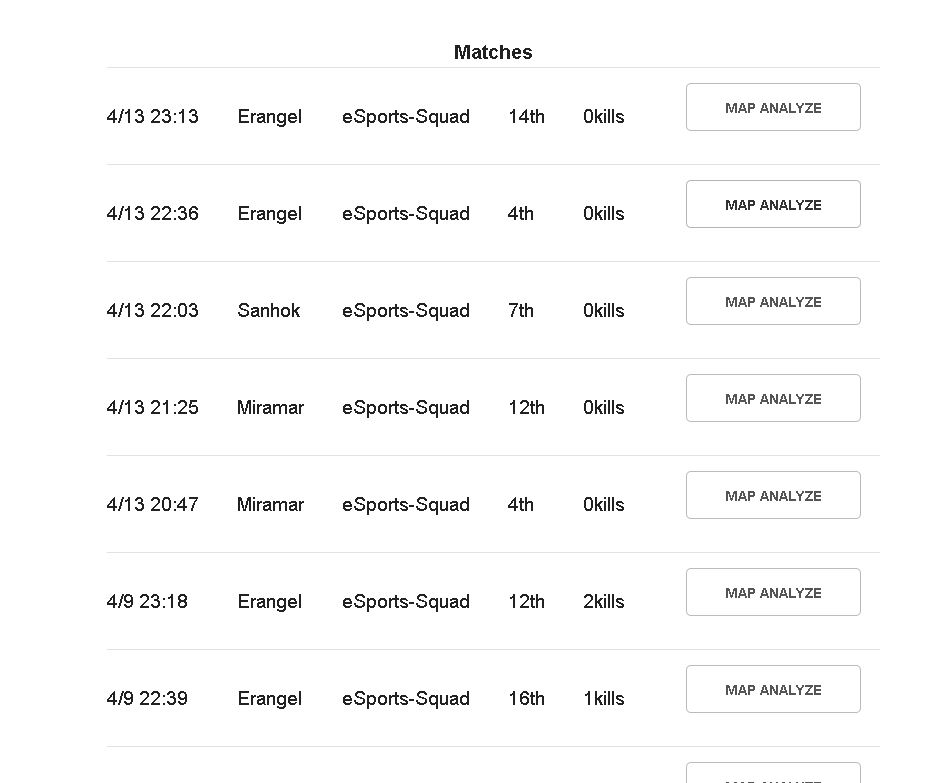 Matches
4/13 23:13 Erangel eSports-Squad 14th 0kills MAP ANALYZE
4/13 22:36 Erangel eSports-Squad 4th 0kills MAP ANALYZE
4/13 22:03 Sanhok eSports-Squad 7th 0kills MAP ANALYZE
4/13 21:25 Miramar eSports-Squad 12th 0kills MAP ANALYZE
4/13 20:47 Miramar eSports-Squad 4th 0kills MAP ANALYZE
4/9 23:18 Erangel eSports-Squad 12th 2kills MAP ANALYZE
4/9 22:39 Erangel eSports-Squad 16th 1kills MAP ANALYZE